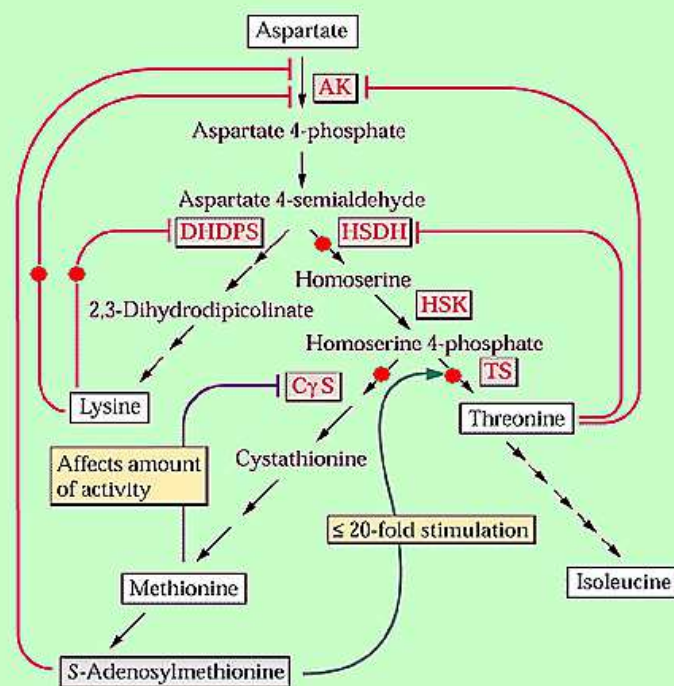 Aspartate
AK
Aspartate 4-phosphate
Aspartate 4-semialdehyde
DHDPS
HSDH
Homoserine
2,3-Dihydrodipicolinate
HSK
Homoserine 4-phosphate
CγS
TS
Lysine
Threonine
Affects amount
of activity
Cystathionine
≤ 20-fold stimulation
Methionine
Isoleucine
S-Adenosylmethionine